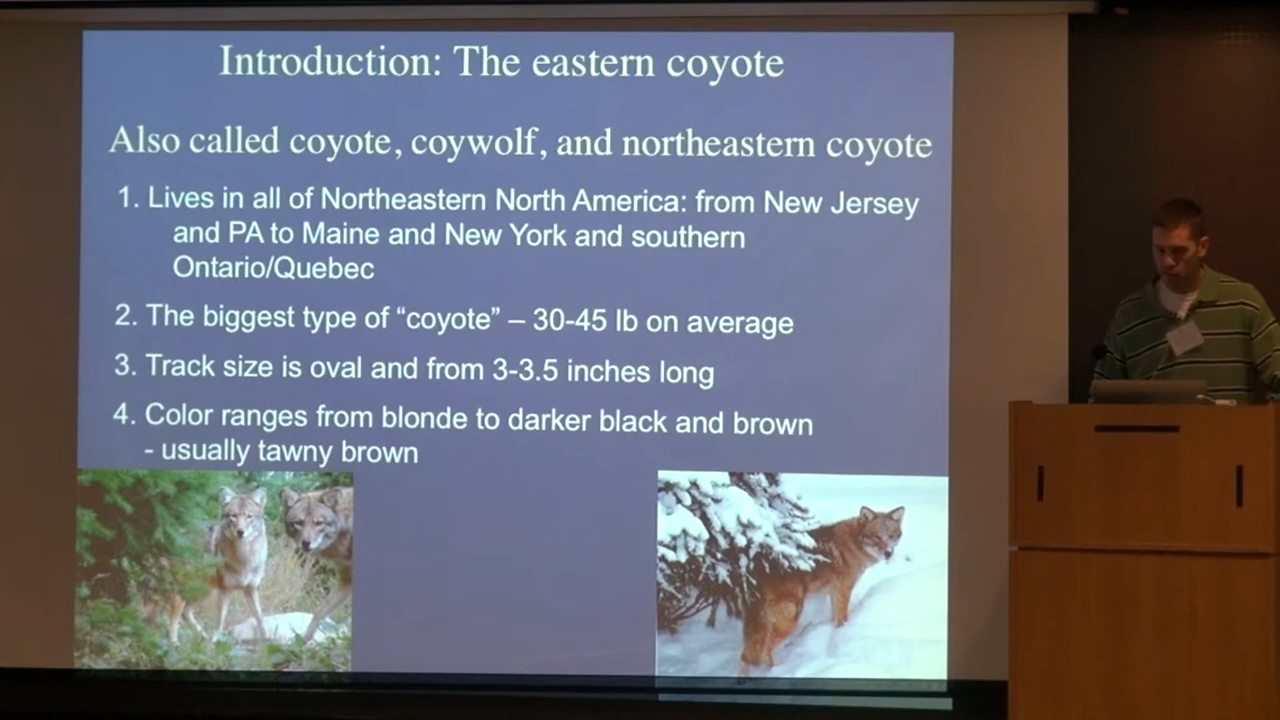 Introduction: The eastern coyote
Also called coyote, coywolf, and northeastern coyote
1. Lives in all of Northeastern North America: from New Jersey
and PA to Maine and New York and southern
Ontario/Quebec
2. The biggest type of “coyote” – 30-45 lb on average
3. Track size is oval and from 3-3.5 inches long
4. Color ranges from blonde to darker black and brown
- usually tawny brown